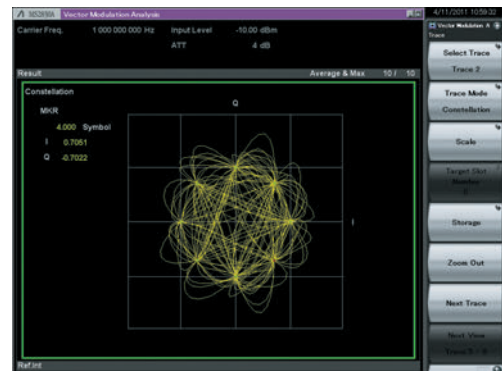 MS2690A Vector Modulation Analysis
4/11/2011 10:59:32
Carrier Freq. 1 000 000 000 Hz Input Level -10.00 dBm
ATT 4 dB
Result Average & Max 10 / 10
Constellation
MKR
4.000 Symbol
I 0.7051
Q -0.7022
Q
I
Ref.Int
Vector Modulation A
Trace
Select Trace
Trace 2
Trace Mode
Constellation
Scale
Target Slot
Number
Storage
Zoom Out
Next Trace
Next View